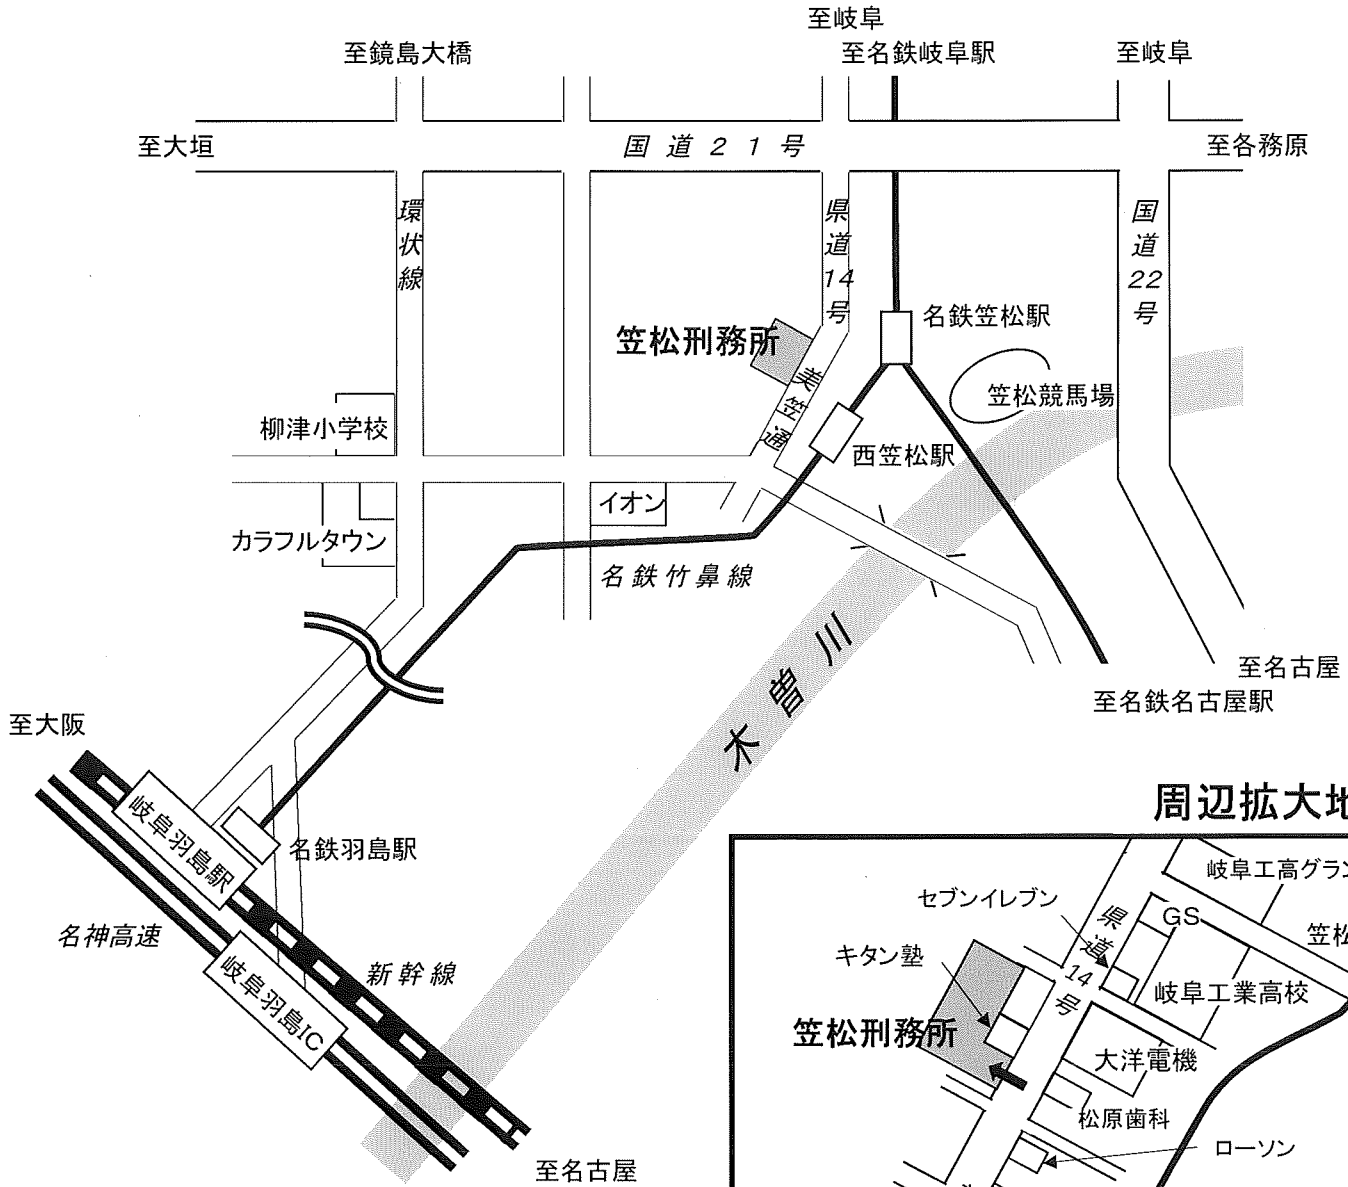 至岐阜
至鏡島大橋
至名鉄岐阜駅
至岐阜
至大垣
国道21号
至各務原
環状線
県道14号
国道22号
笠松刑務所
名鉄笠松駅
美笠通
笠松競馬場
柳津小学校
西笠松駅
イオン
カラフルタウン
名鉄竹鼻線
木曽川
至名古屋
至名鉄名古屋駅
至大阪
岐阜羽島駅
名鉄羽島駅
名神高速
岐阜羽島IC
新幹線
至名古屋
周辺拡大
岐阜工高グラ
セブンイレブン
県道14号
GS
笠松
キタン塾
岐阜工業高校
笠松刑務所
大洋電機
松原歯科
ローソン